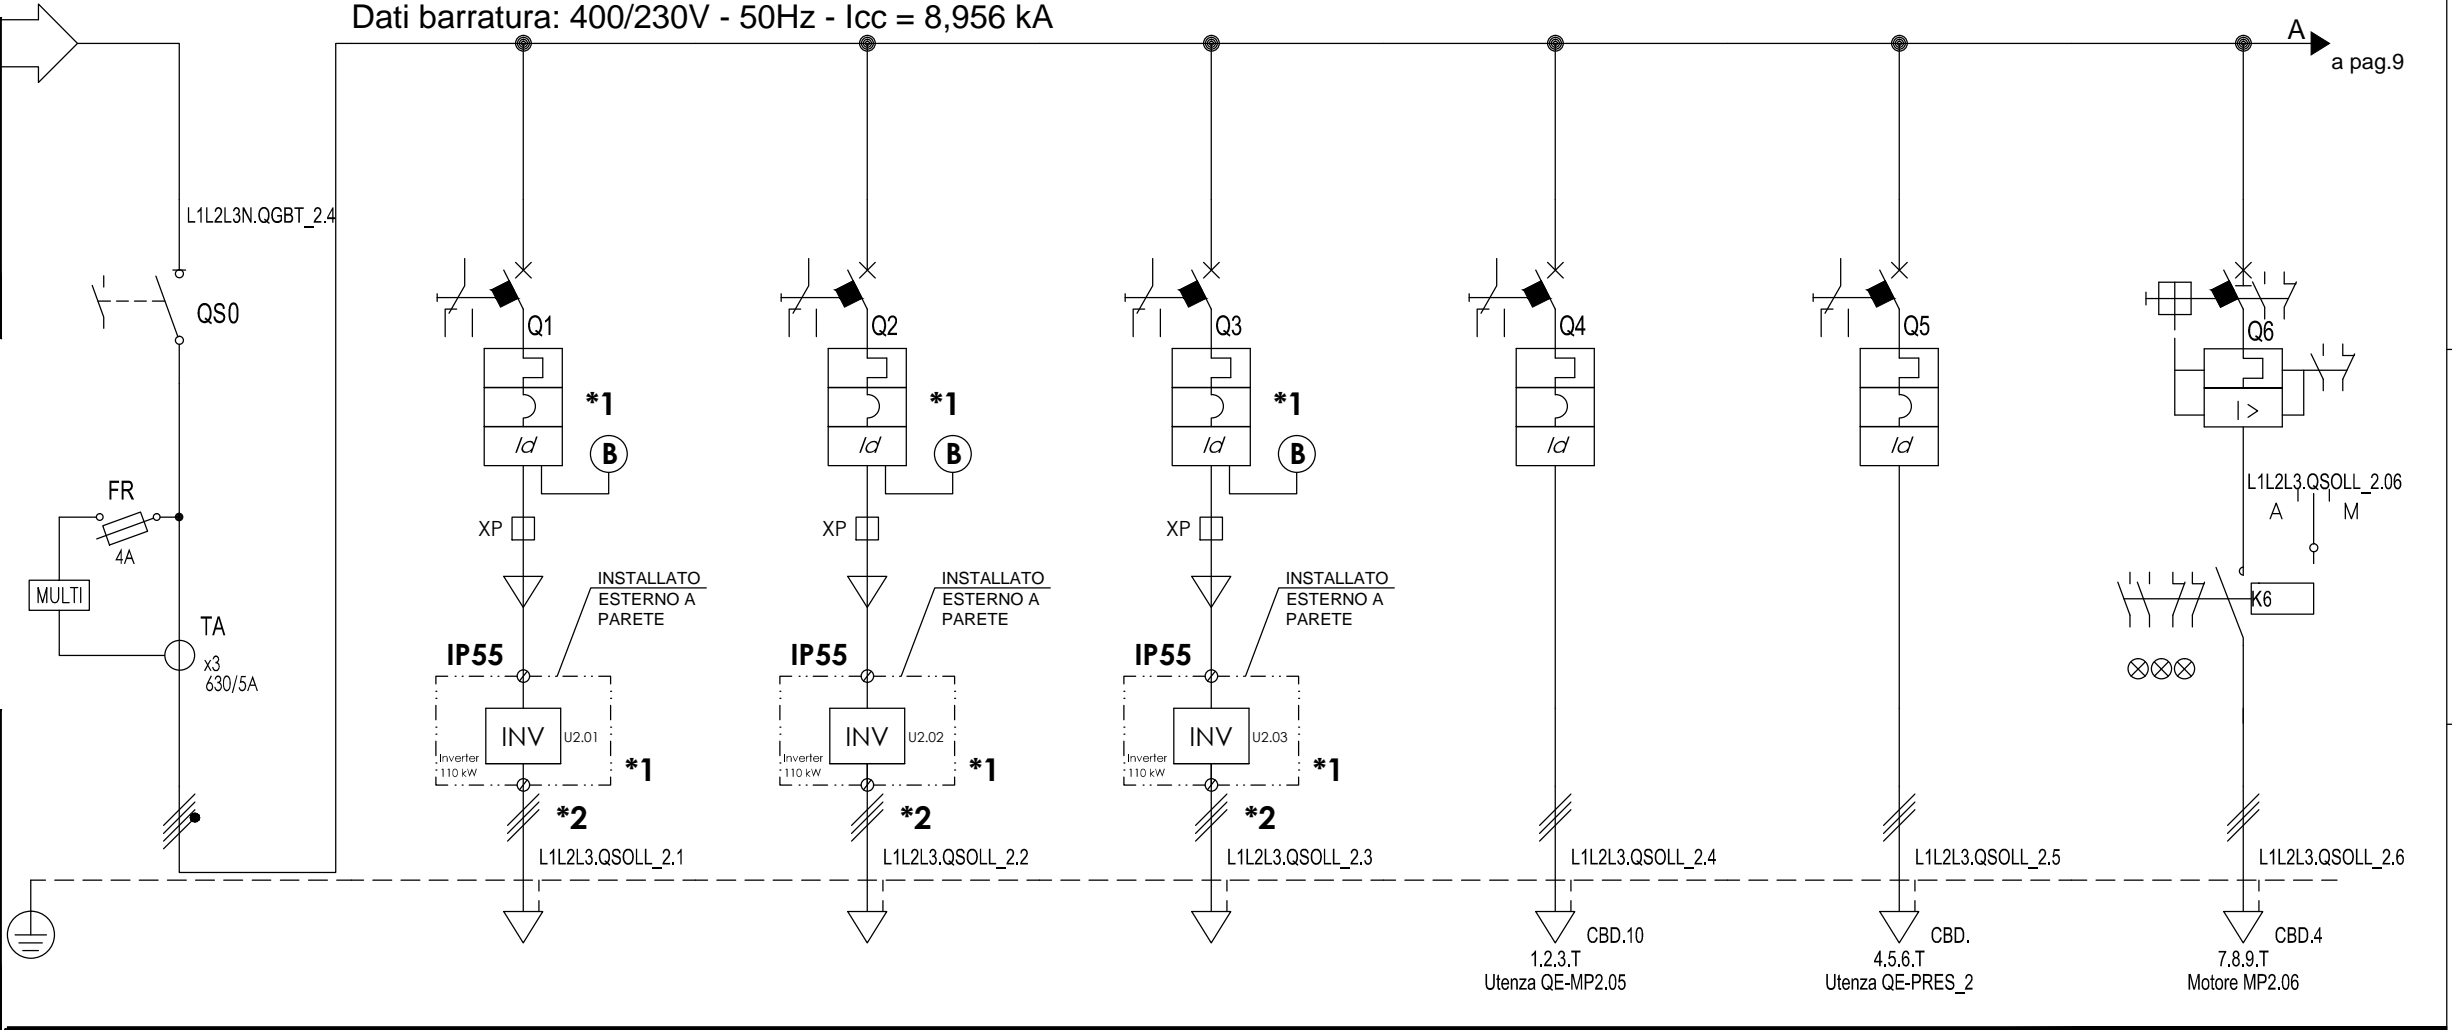 Dati barratura: 400/230V - 50Hz - Icc = 8,956 kA
A
a pag.9
L1L2L3N.QGBT_2.4
QS0
FR
4A
MULTI
TA
x3
630/5A
Q1
*1
Id
B
XP
INSTALLATO
ESTERNO A
PARETE
IP55
INV
U2.01
Inverter
110 kW
*1
*2
L1L2L3.QSOLL_2.1
Q2
*1
Id
B
XP
INSTALLATO
ESTERNO A
PARETE
IP55
INV
U2.02
Inverter
110 kW
*1
*2
L1L2L3.QSOLL_2.2
Q3
*1
Id
B
XP
INSTALLATO
ESTERNO A
PARETE
IP55
INV
U2.03
Inverter
110 kW
*1
*2
L1L2L3.QSOLL_2.3
Q4
Id
L1L2L3.QSOLL_2.4
CBD.10
1.2.3.T
Utenza QE-MP2.05
Q5
Id
L1L2L3.QSOLL_2.5
CBD.
4.5.6.T
Utenza QE-PRES_2
Q6
I >
L1L2L3.QSOLL_2.06
A M
K6
L1L2L3.QSOLL_2.6
CBD.4
7.8.9.T
Motore MP2.06